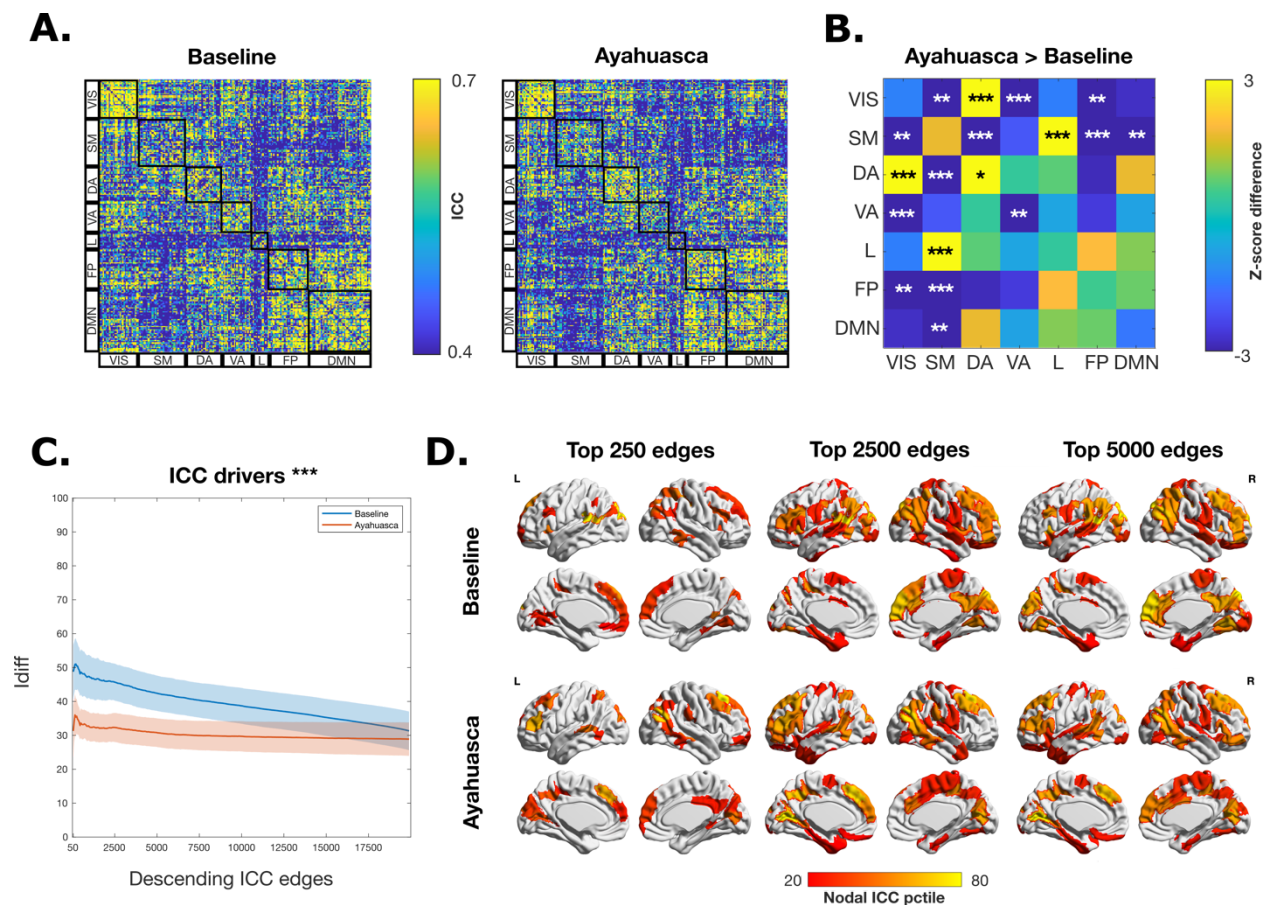 A.
Baseline
Ayahuasca
VIS
SM
DA
VA
L
FP
DMN
VIS SM DA VA L FP DMN
0.7
ICC
0.4
VIS
SM
DA
VA
L
FP
DMN
VIS SM DA VA L FP DMN
B.
Ayahuasca > Baseline
VIS ** *** *** **
SM ** *** *** *** **
DA *** *** *
VA *** **
L ***
FP ** ***
DMN **
VIS SM DA VA L FP DMN
3
Z-score difference
-3
C.
ICC drivers ***
Baseline
Ayahuasca
100
90
80
70
60
50
40
30
20
10
0
Idiff
50 2500 5000 7500 10000 12500 15000 17500
Descending ICC edges
D.
Top 250 edges Top 2500 edges Top 5000 edges
L R
Baseline
L R
Ayahuasca
20 80
Nodal ICC pctile